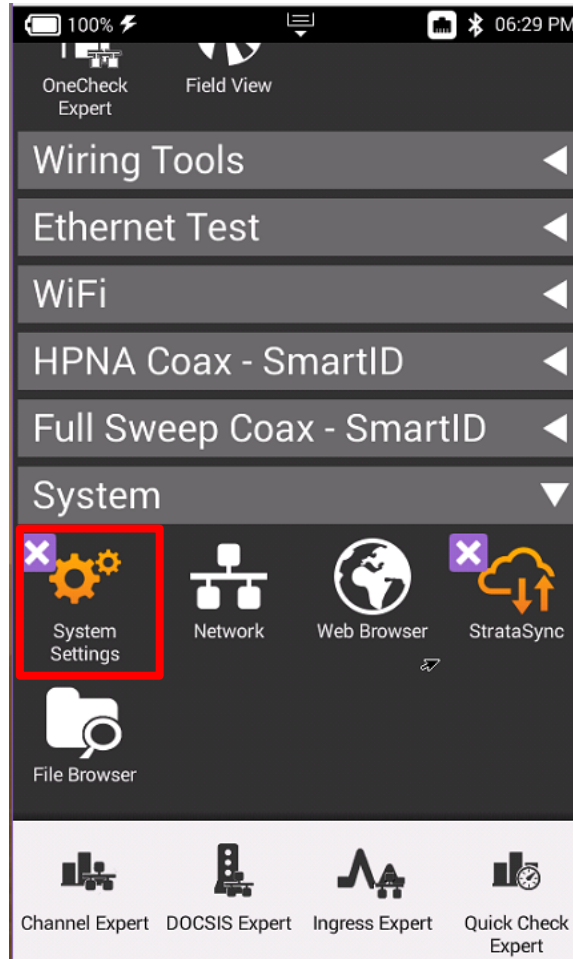 100% 06:29 PM
OneCheck
Expert
Field View
Wiring Tools
Ethernet Test
WiFi
HPNA Coax - SmartID
Full Sweep Coax - SmartID
System
System
Settings
Network
Web Browser
StrataSync
File Browser
Channel Expert
DOCSIS Expert
Ingress Expert
Quick Check
Expert